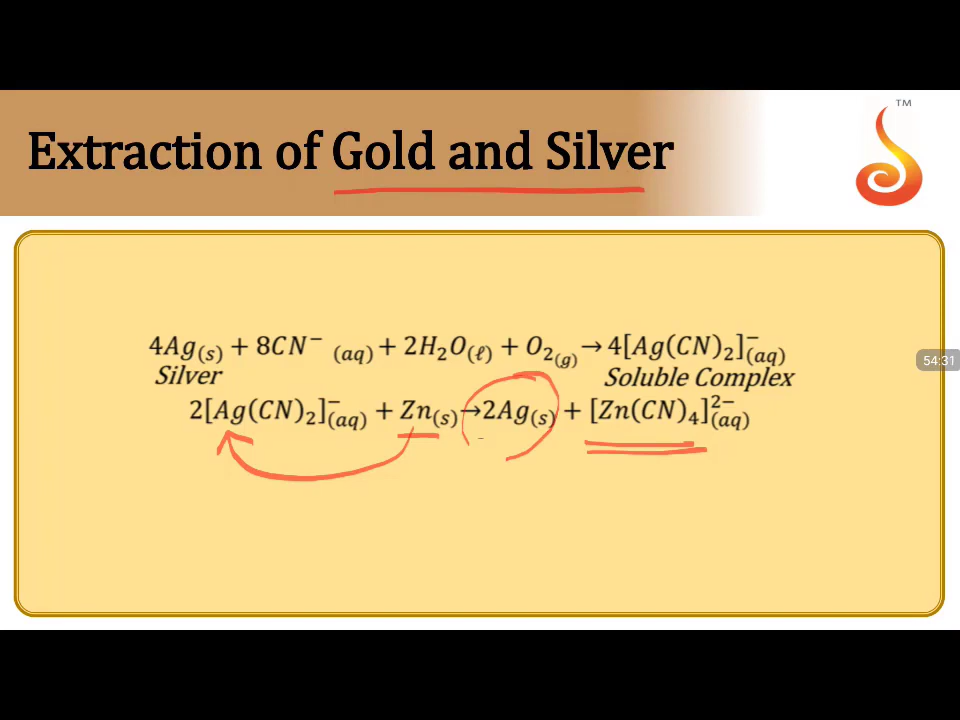 TM
Extraction of Gold and Silver
4Ag(s) + 8CN⁻ (aq) + 2H₂O(ℓ) + O₂(g) → 4[Ag(CN)₂]⁻(aq)
Silver Soluble Complex
2[Ag(CN)₂]⁻(aq) + Zn(s) → 2Ag(s) + [Zn(CN)₄]²⁻(aq)
54:31